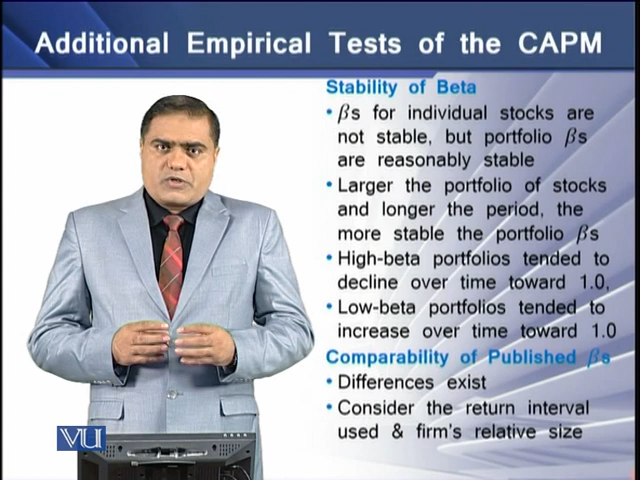 Additional Empirical Tests of the CAPM
Stability of Beta
• βs for individual stocks are
not stable, but portfolio βs
are reasonably stable
• Larger the portfolio of stocks
and longer the period, the
more stable the portfolio βs
• High-beta portfolios tended to
decline over time toward 1.0,
• Low-beta portfolios tended to
increase over time toward 1.0
Comparability of Published βs
• Differences exist
• Consider the return interval
used & firm's relative size
VU